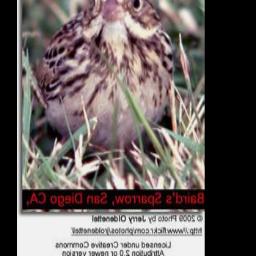 Baird's Sparrow, San Diego CA,
© 2009 Photo by Jerry Oldenettel
http://www.flickr.com/photos/roldenettel/
Licensed under Creative Commons
Attribution 2.0 or newer version